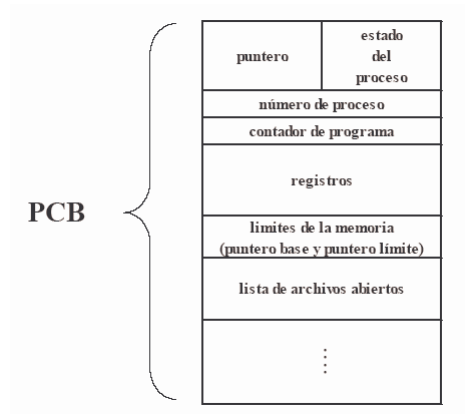 puntero
estado
del
proceso
número de proceso
contador de programa
registros
PCB
limites de la memoria
(puntero base y puntero límite)
lista de archivos abiertos